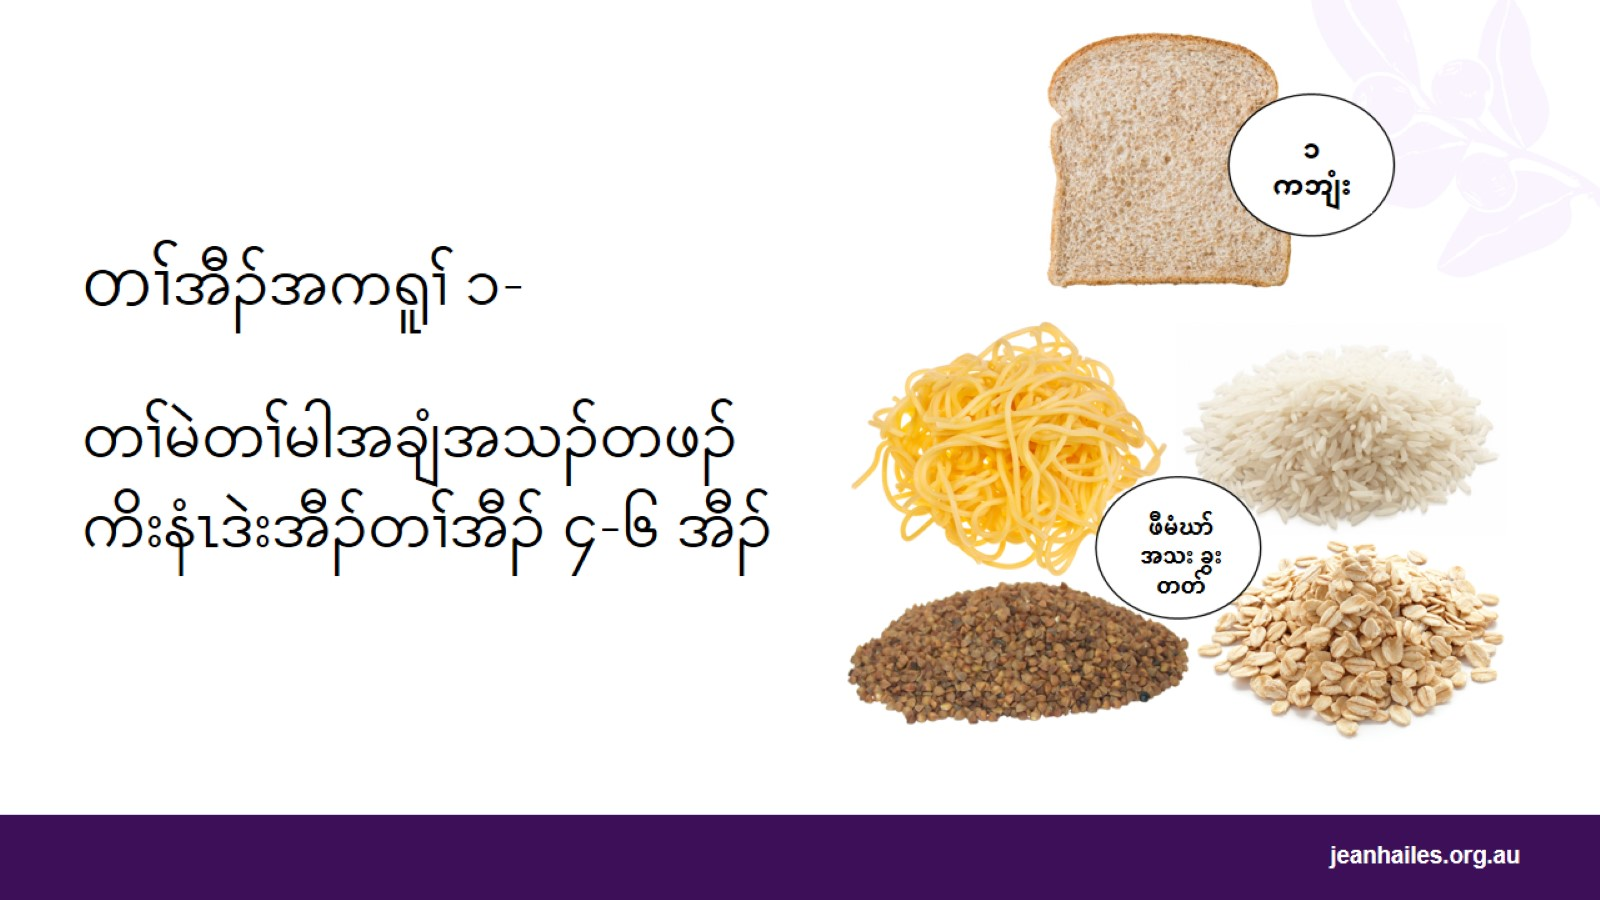 တၢ်အီၣ်အကရူၢ် ၁-
တၢ်မဲတၢ်မါအချံအသၣ်တဖၣ်
ကိးနံၤဒဲးအီၣ်တၢ်အီၣ် ၄-၆ အီၣ်
၁
ကဘျံး
ဖီမံဃာ်
အသး ခွး
တတ်
jeanhailes.org.au